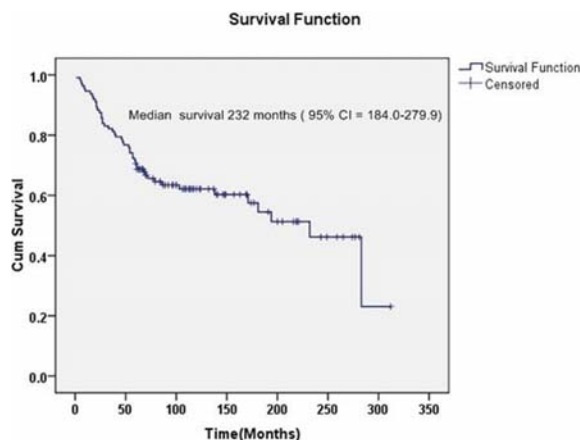 Survival Function
Survival Function
Censored
Median survival 232 months ( 95% CI = 184.0-279.9)
Cum Survival
1.0
0.8
0.6
0.4
0.2
0.0
0 50 100 150 200 250 300 350
Time(Months)